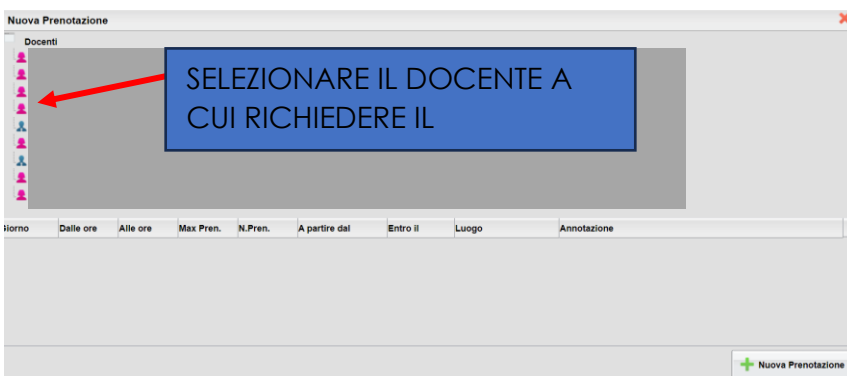 Nuova Prenotazione
Docenti
SELEZIONARE IL DOCENTE A
CUI RICHIEDERE IL
Giorno Dalle ore Alle ore Max Pren. N.Pren. A partire dal Entro il Luogo Annotazione
Nuova Prenotazione